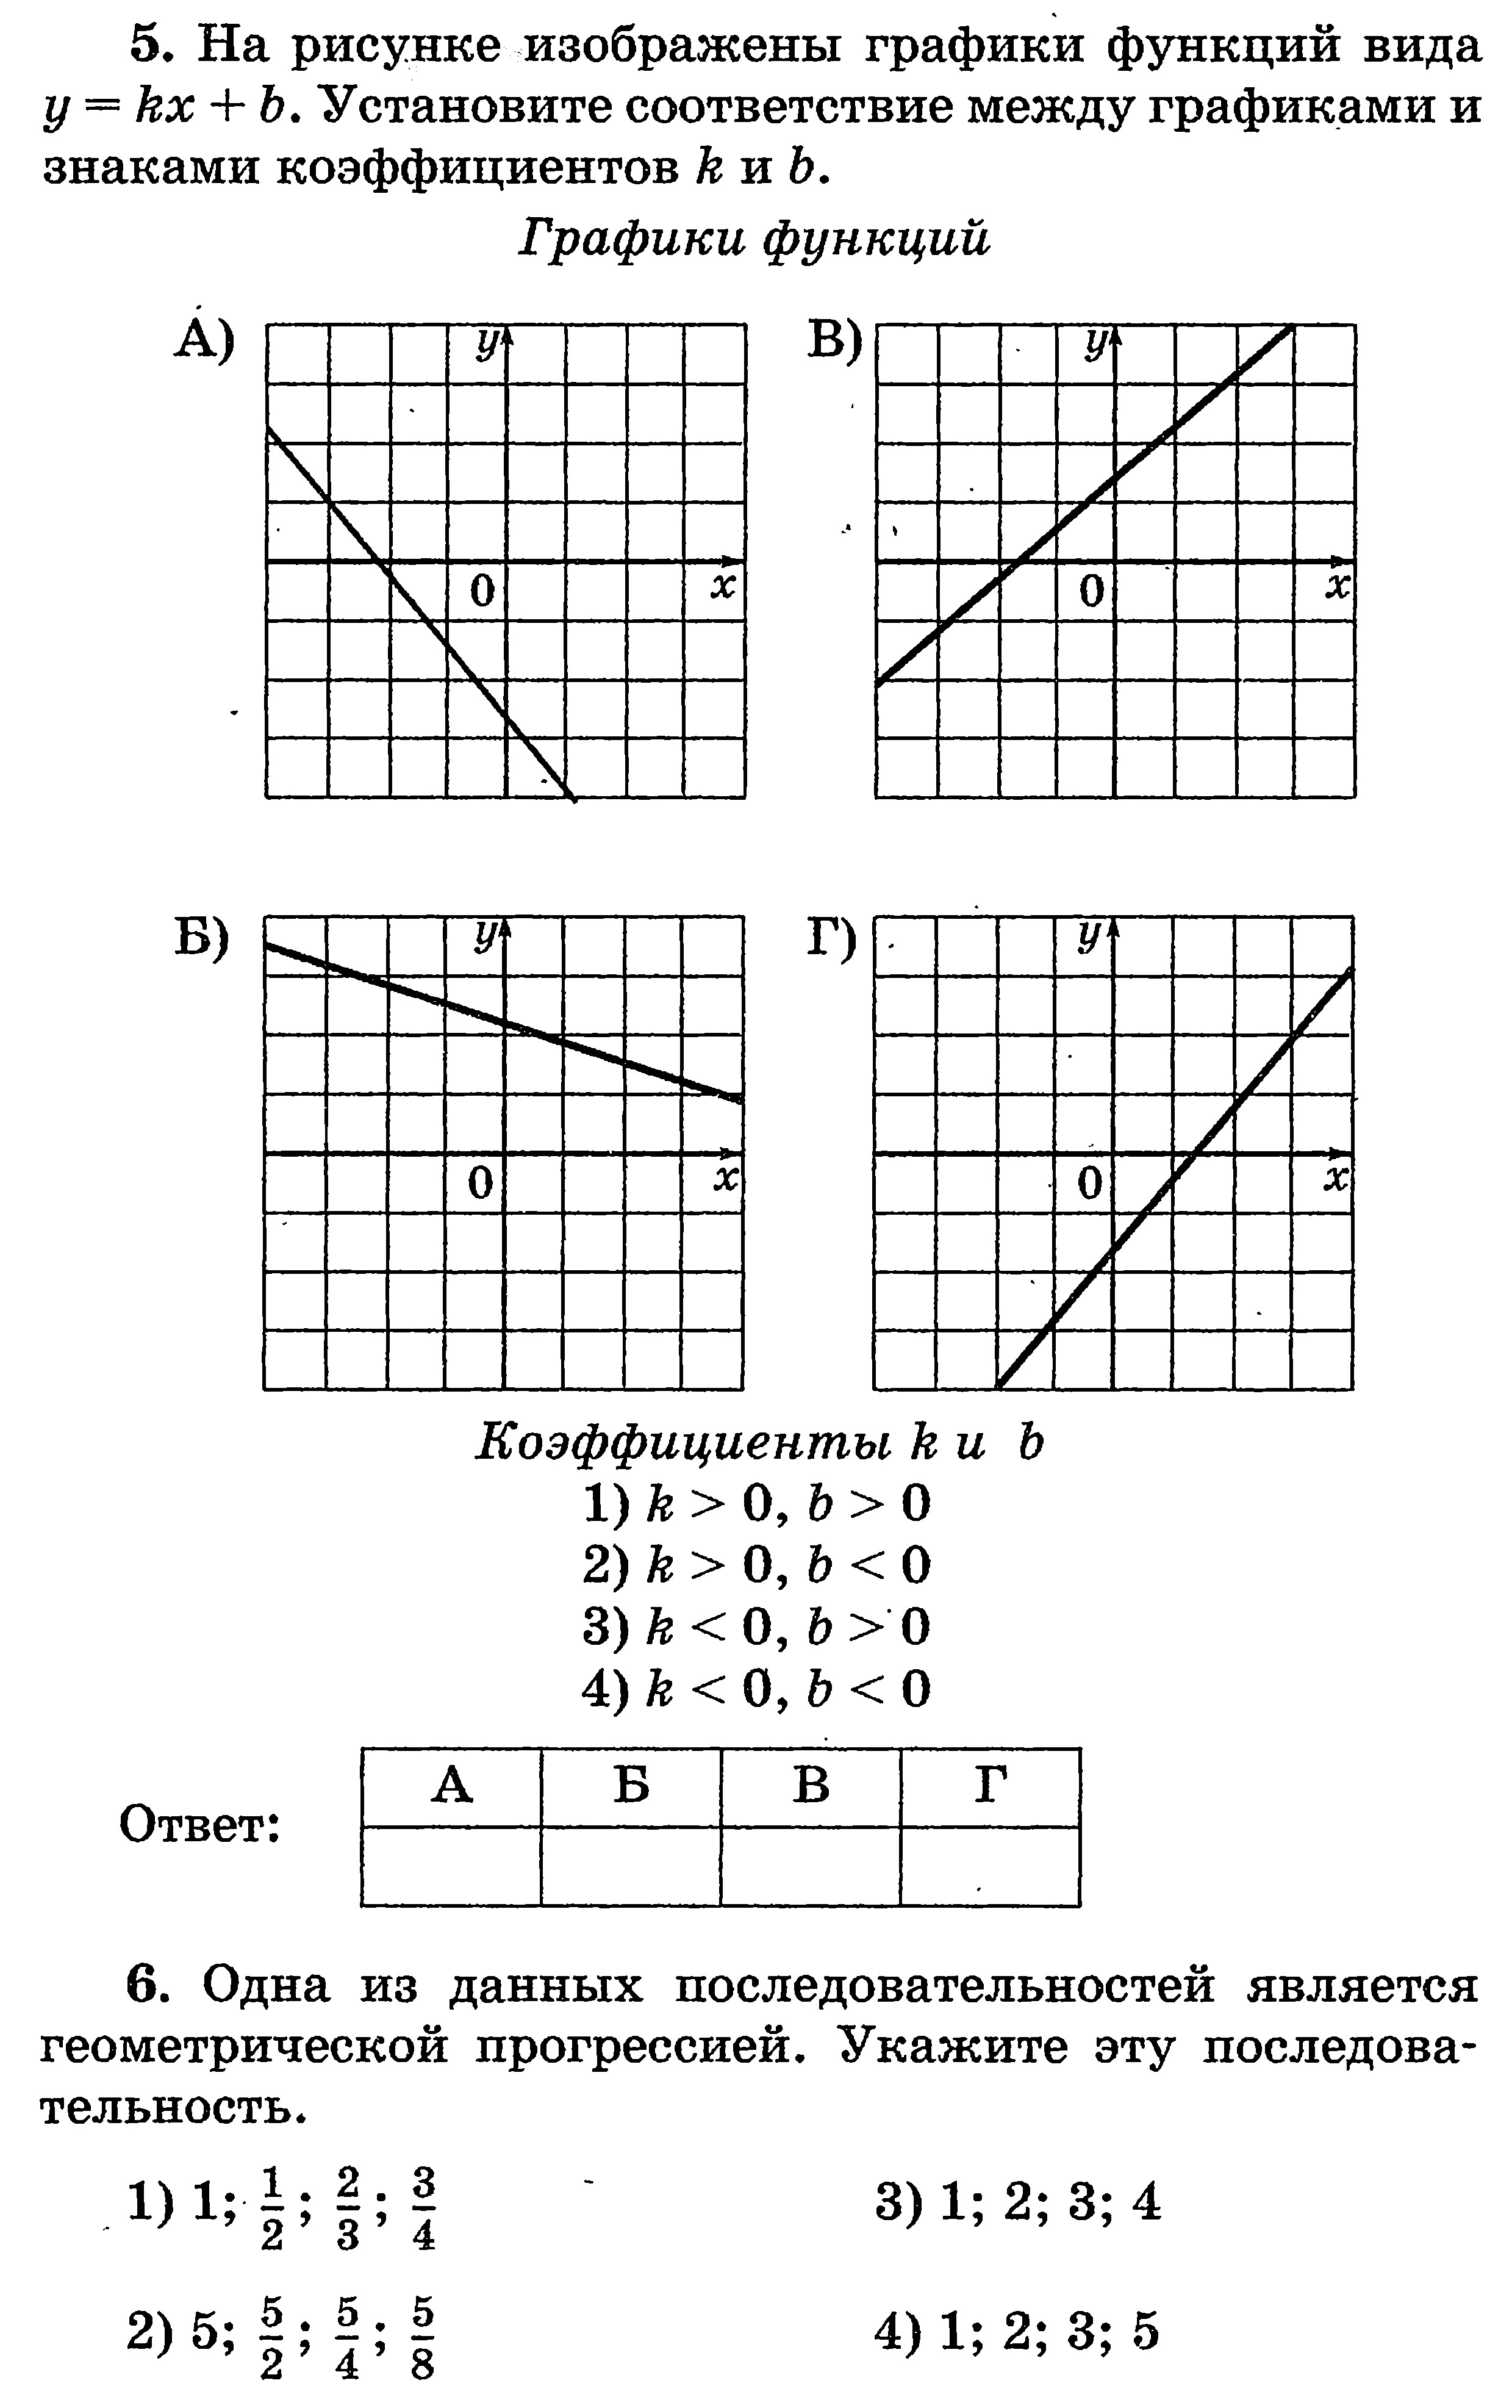 5. На рисунке изображены графики функций вида
y = kx + b. Установите соответствие между графиками и
знаками коэффициентов k и b.
Графики функций
А)
y
0
x
В)
y
0
x
Б)
y
0
x
Г)
y
0
x
Коэффициенты k и b
1) k > 0, b > 0
2) k > 0, b < 0
3) k < 0, b > 0
4) k < 0, b < 0
Ответ:
А Б В Г
6. Одна из данных последовательностей является
геометрической прогрессией. Укажите эту последова-
тельность.
1) 1; 1/2; 2/3; 3/4
3) 1; 2; 3; 4
2) 5; 5/2; 5/4; 5/8
4) 1; 2; 3; 5